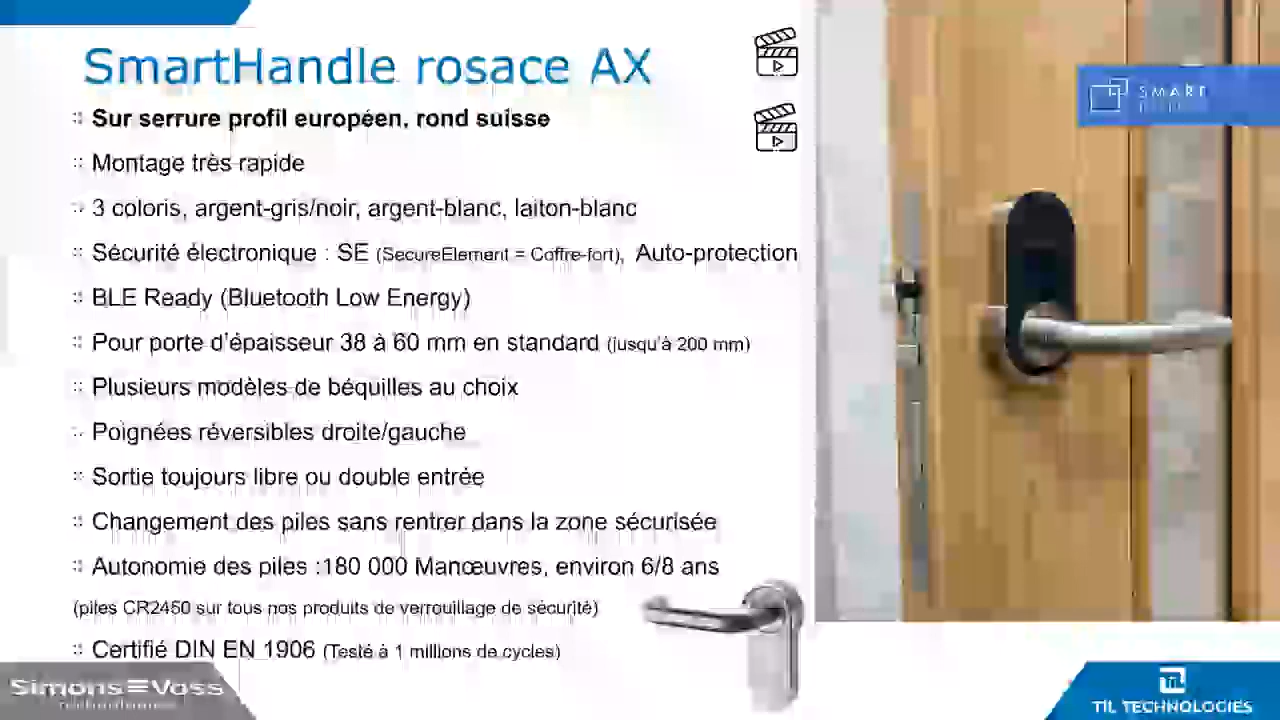 SmartHandle rosace AX
SMART
Sur serrure profil européen, rond suisse
Montage très rapide
3 coloris, argent-gris/noir, argent-blanc, laiton-blanc
Sécurité électronique : SE (SecureElement = Coffre-fort), Auto-protection
BLE Ready (Bluetooth Low Energy)
Pour porte d'épaisseur 38 à 60 mm en standard (jusqu'à 200 mm)
Plusieurs modèles de béquilles au choix
Poignées réversibles droite/gauche
Sortie toujours libre ou double entrée
Changement des piles sans rentrer dans la zone sécurisée
Autonomie des piles :180 000 Manœuvres, environ 6/8 ans
(piles CR2450 sur tous nos produits de verrouillage de sécurité)
Certifié DIN EN 1906 (Testé à 1 millions de cycles)
Simons Voss
technologies
TIL
TIL TECHNOLOGIES